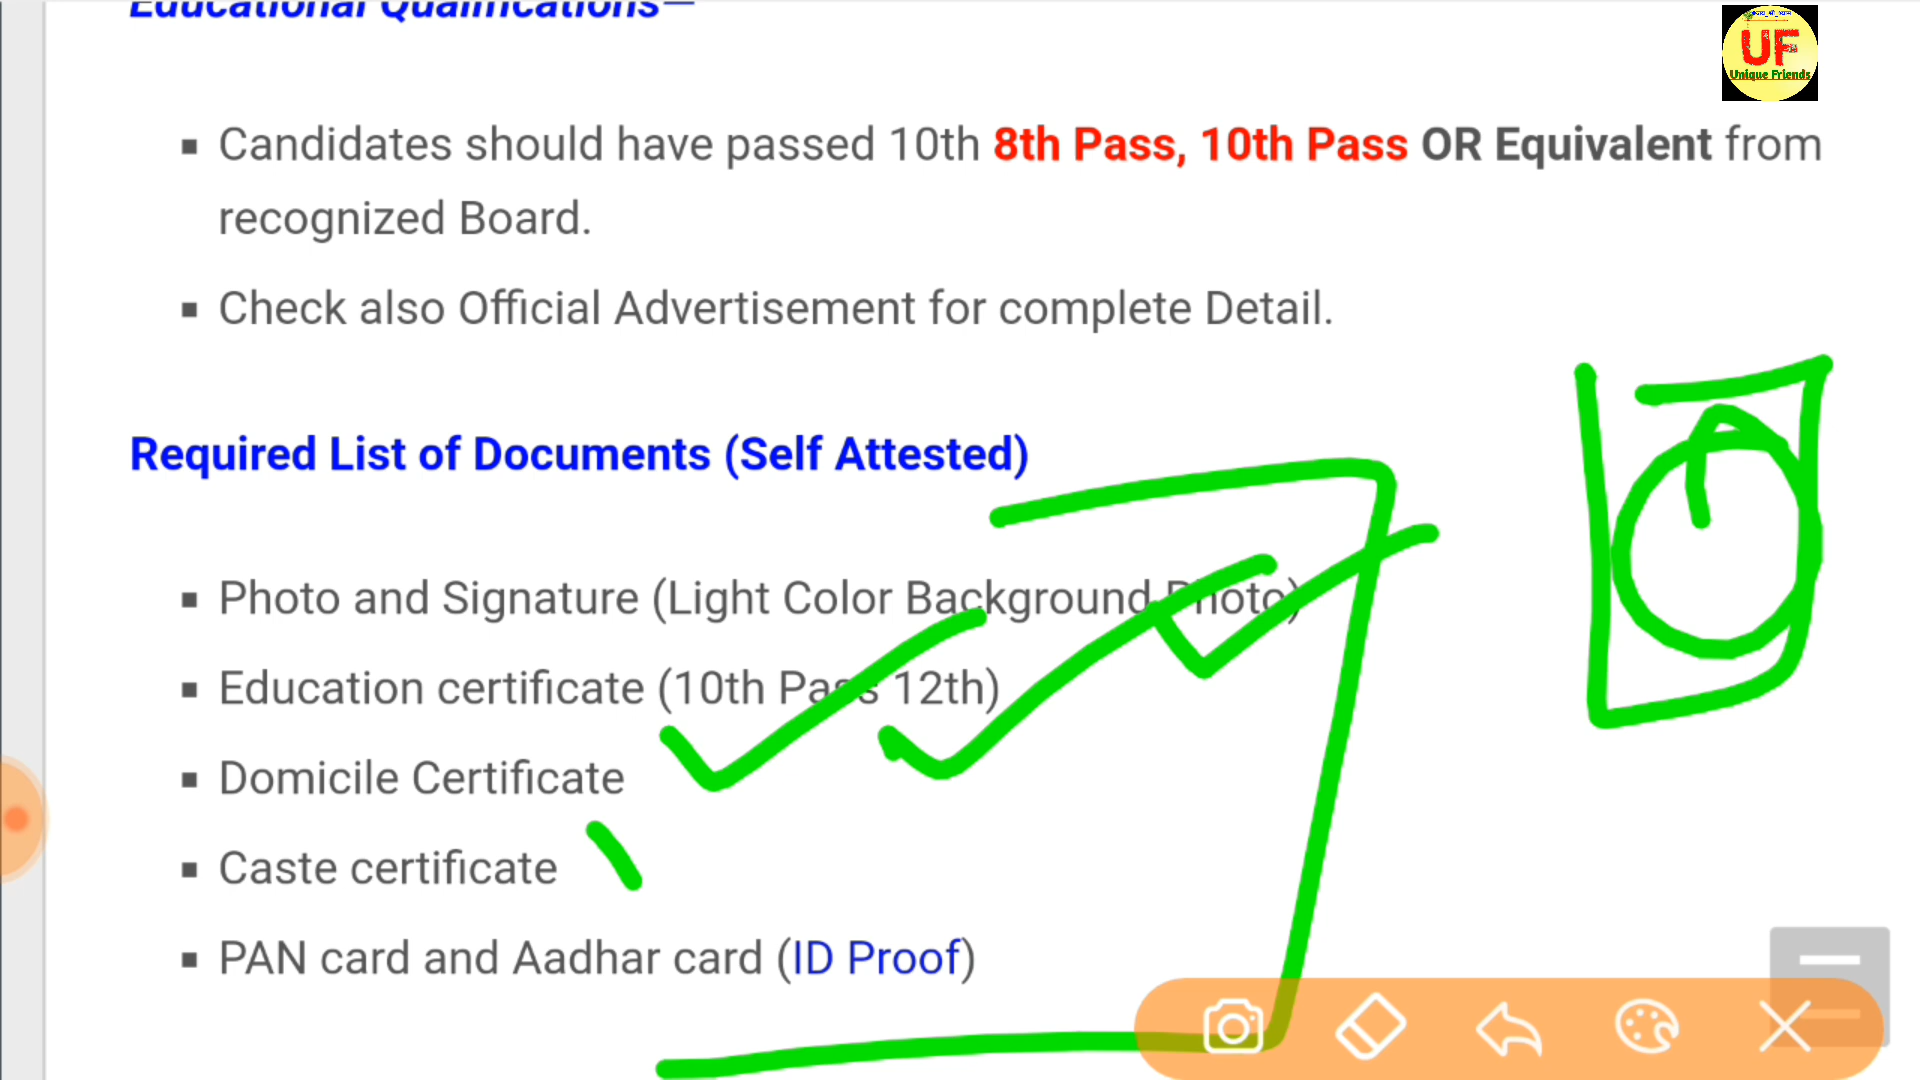 Educational Qualifications—
UF
Unique Friends
▪ Candidates should have passed 10th 8th Pass, 10th Pass OR Equivalent from
recognized Board.
▪ Check also Official Advertisement for complete Detail.
Required List of Documents (Self Attested)
▪ Photo and Signature (Light Color Background Photo)
▪ Education certificate (10th Pass 12th)
▪ Domicile Certificate
▪ Caste certificate
▪ PAN card and Aadhar card (ID Proof)